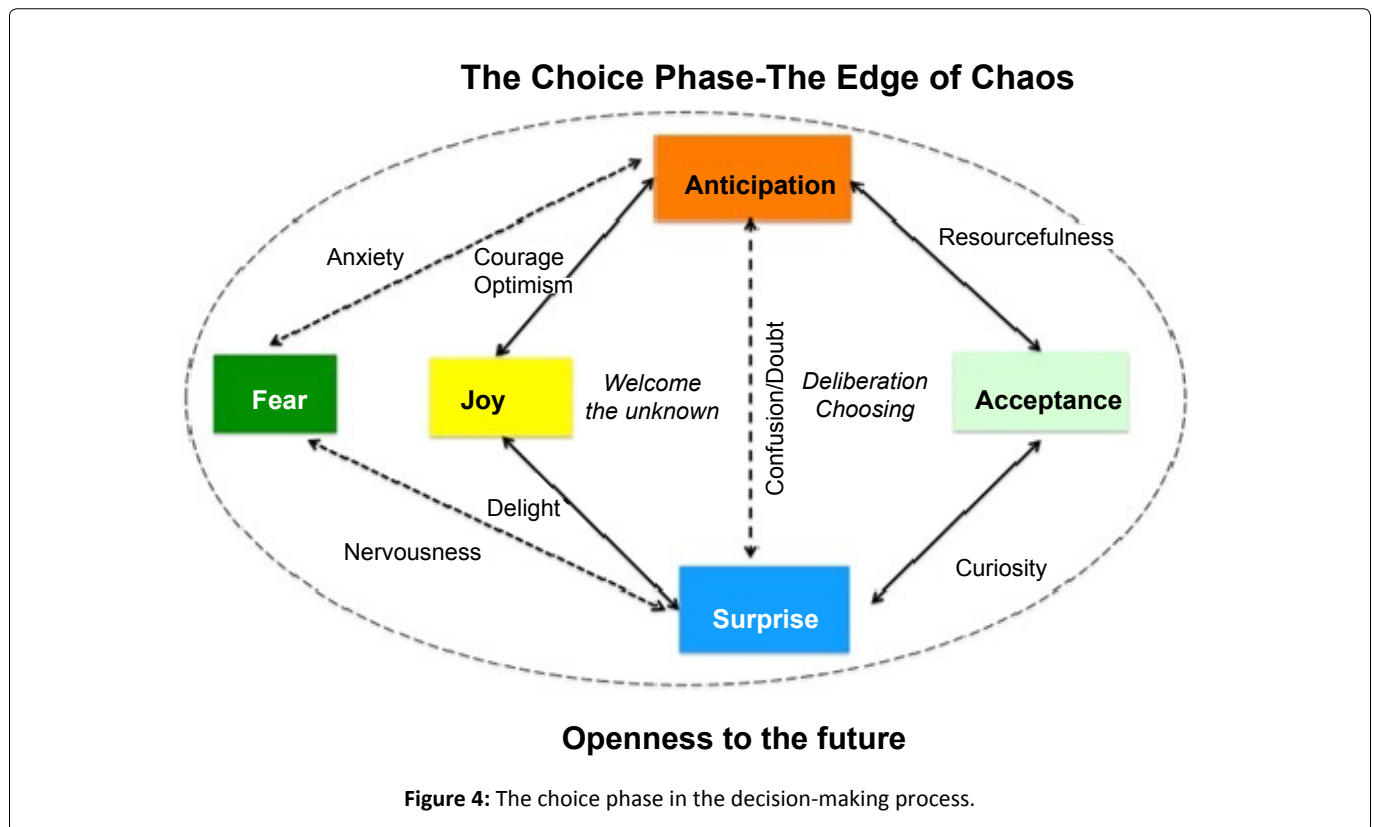 The Choice Phase-The Edge of Chaos
Anticipation
Resourcefulness
Anxiety
Courage
Optimism
Fear
Joy
Welcome
the unknown
Confusion/Doubt
Deliberation
Choosing
Acceptance
Delight
Nervousness
Curiosity
Surprise
Openness to the future
Figure 4: The choice phase in the decision-making process.